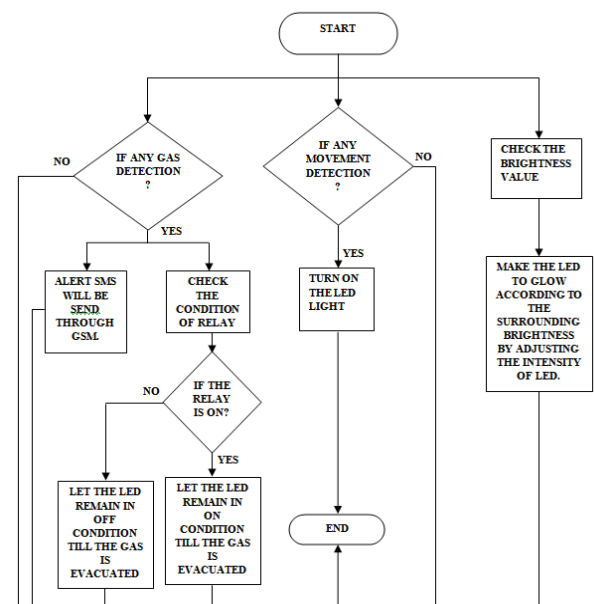 START
NO
IF ANY GAS
DETECTION
?
YES
IF ANY
MOVEMENT
DETECTION
?
NO
YES
CHECK THE
BRIGHTNESS
VALUE
ALERT SMS
WILL BE
SEND
THROUGH
GSM.
CHECK
THE
CONDITION
OF RELAY
TURN ON
THE LED
LIGHT
MAKE THE LED
TO GLOW
ACCORDING TO
THE
SURROUNDING
BRIGHTNESS
BY ADJUSTING
THE INTENSITY
OF LED.
NO
IF THE
RELAY
IS ON?
YES
LET THE LED
REMAIN IN
OFF
CONDITION
TILL THE GAS
IS
EVACUATED
LET THE LED
REMAIN IN
ON
CONDITION
TILL THE GAS
IS
EVACUATED
END